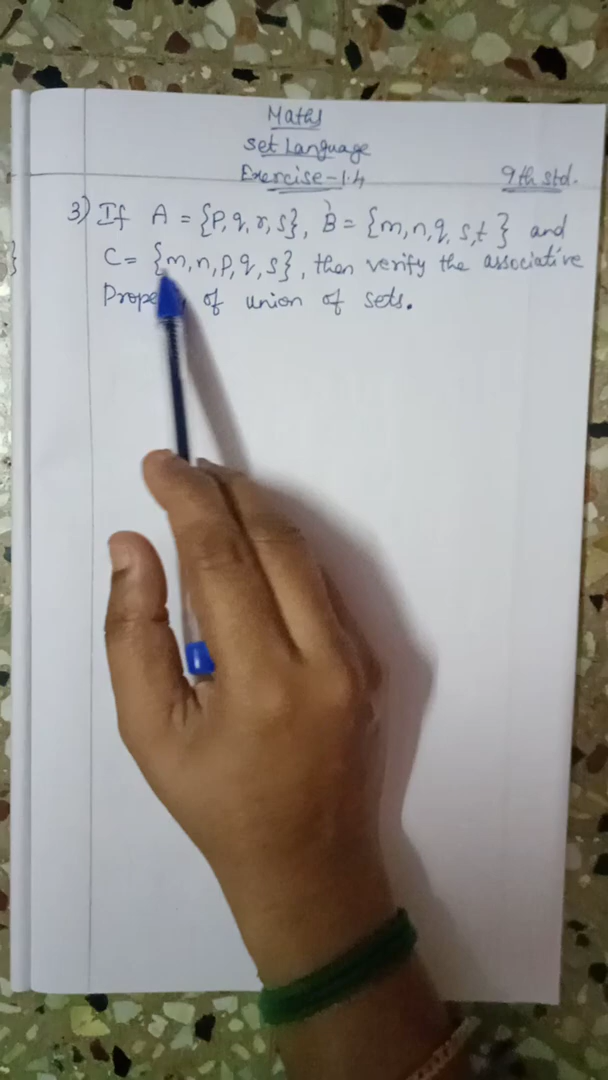 Maths
Set Language
Exercise-1.4
9th std.
3) If A = {p,q,r,s}, B = {m,n,q,s,t} and
C = {m,n,p,q,s}, then verify the associative
of union of sets.
}